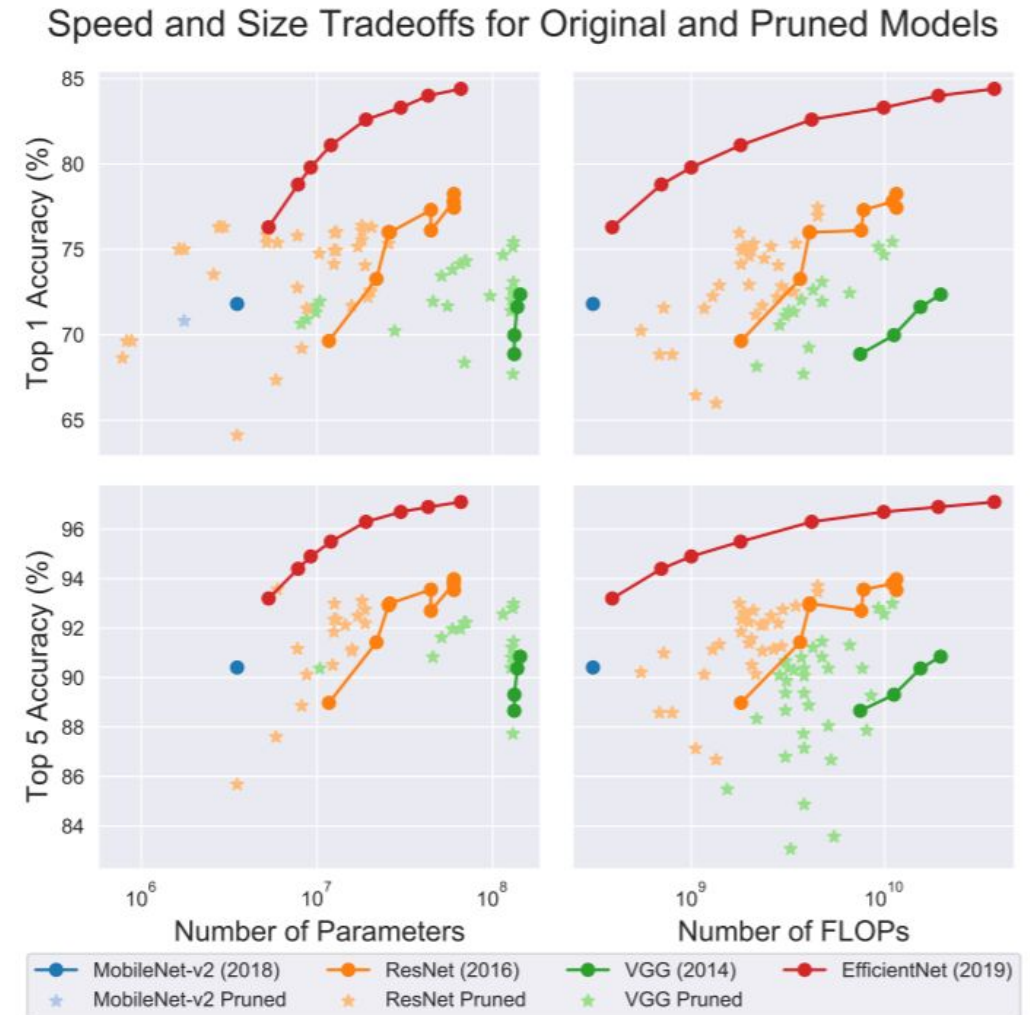 Speed and Size Tradeoffs for Original and Pruned Models
85
80
75
70
65
Top 1 Accuracy (%)
96
94
92
90
88
86
84
Top 5 Accuracy (%)
10^6 10^7 10^8
10^9 10^10
Number of Parameters
Number of FLOPs
MobileNet-v2 (2018) ResNet (2016) VGG (2014) EfficientNet (2019)
MobileNet-v2 Pruned ResNet Pruned VGG Pruned